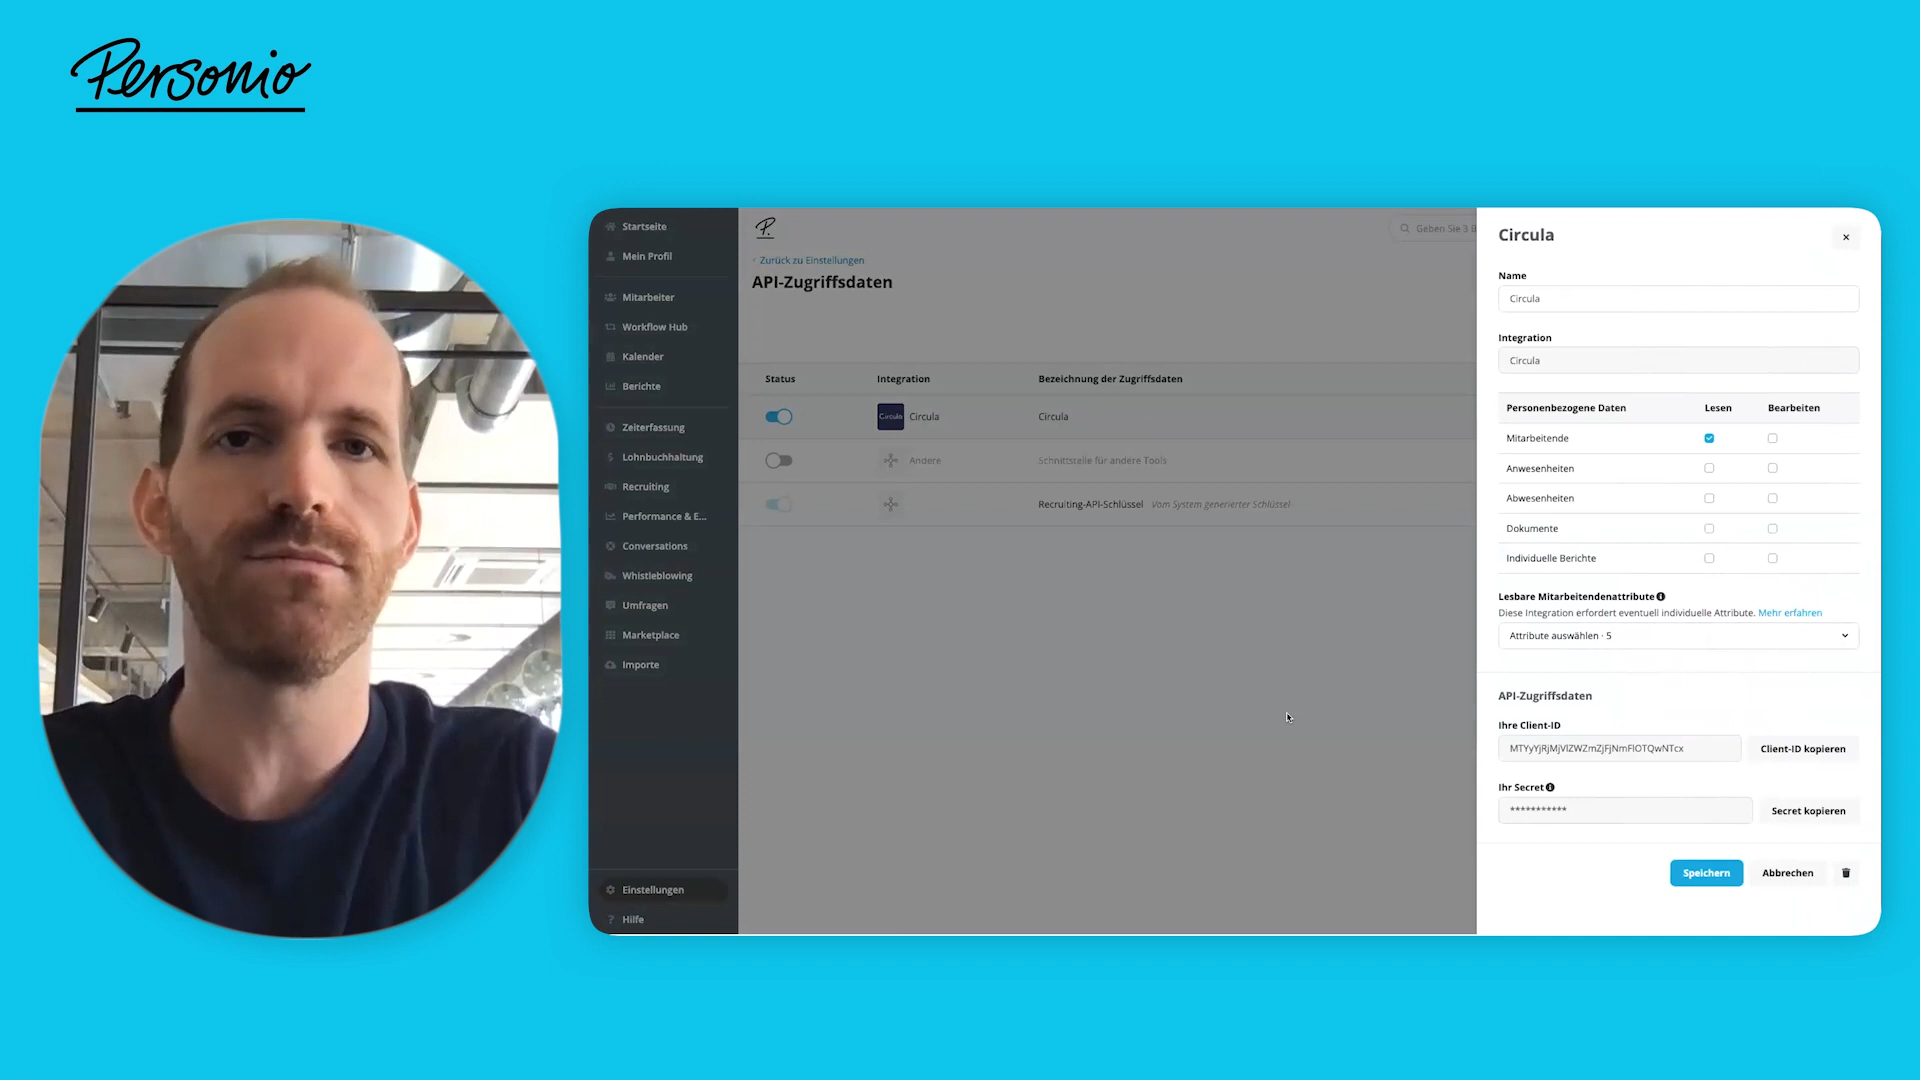 Personio
Startseite
Mein Profil
Mitarbeiter
Workflow Hub
Kalender
Berichte
Zeiterfassung
Lohnbuchhaltung
Recruiting
Performance & E...
Conversations
Whistleblowing
Umfragen
Marketplace
Importe
Einstellungen
Hilfe
P.
Geben Sie 3
Zurück zu Einstellungen
API-Zugriffsdaten
Status Integration Bezeichnung der Zugriffsdaten
Circula Circula Circula
Andere Schnittstelle für andere Tools
Recruiting-API-Schlüssel Vom System generierter Schlüssel
Circula
Name
Circula
Integration
Circula
Personenbezogene Daten Lesen Bearbeiten
Mitarbeitende
Anwesenheiten
Abwesenheiten
Dokumente
Individuelle Berichte
Lesbare Mitarbeitendenattribute
Diese Integration erfordert eventuell individuelle Attribute. Mehr erfahren
Attribute auswählen · 5
API-Zugriffsdaten
Ihre Client-ID
Client-ID kopieren
Ihr Secret
*********** Secret kopieren
Speichern Abbrechen